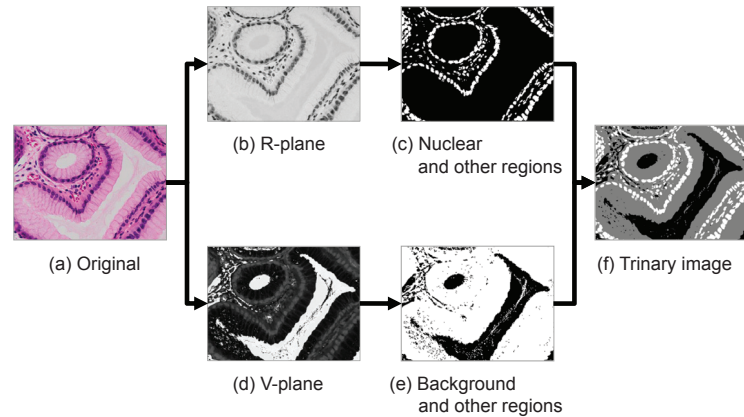 (b) R-plane
(c) Nuclear
and other regions
(a) Original
(f) Trinary image
(d) V-plane
(e) Background
and other regions